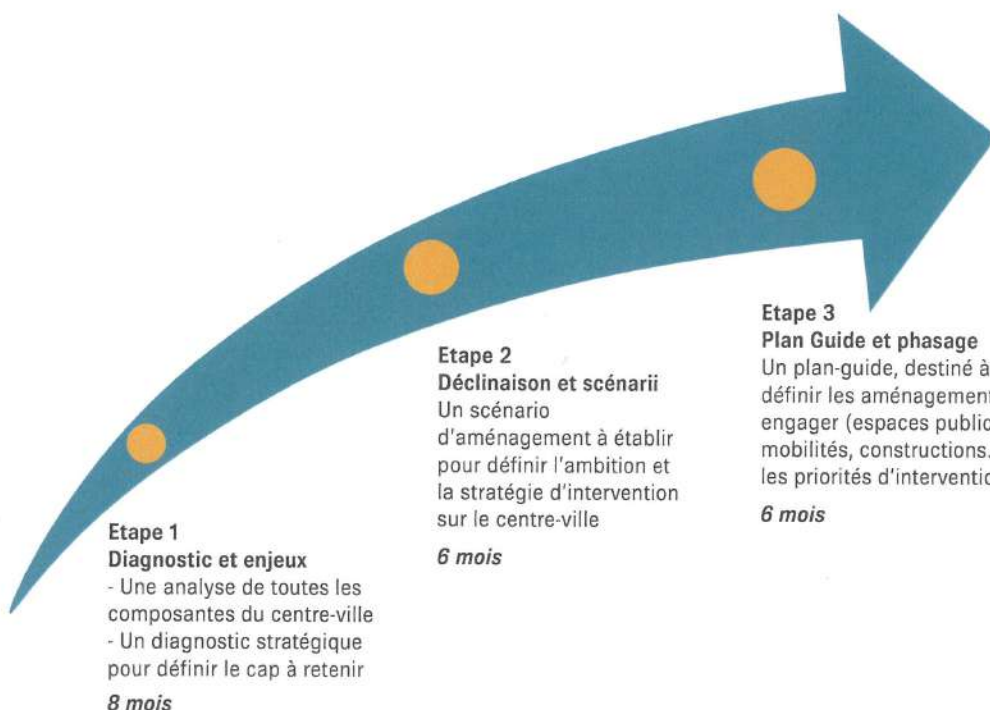 Etape 1
Diagnostic et enjeux
- Une analyse de toutes les
composantes du centre-ville
- Un diagnostic stratégique
pour définir le cap à retenir
8 mois
Etape 2
Déclinaison et scénarii
Un scénario
d'aménagement à établir
pour définir l'ambition et
la stratégie d'intervention
sur le centre-ville
6 mois
Etape 3
Plan Guide et phasage
Un plan-guide, destiné à
définir les
engager (espaces
mobilités, constructions.
les priorités
6 mois